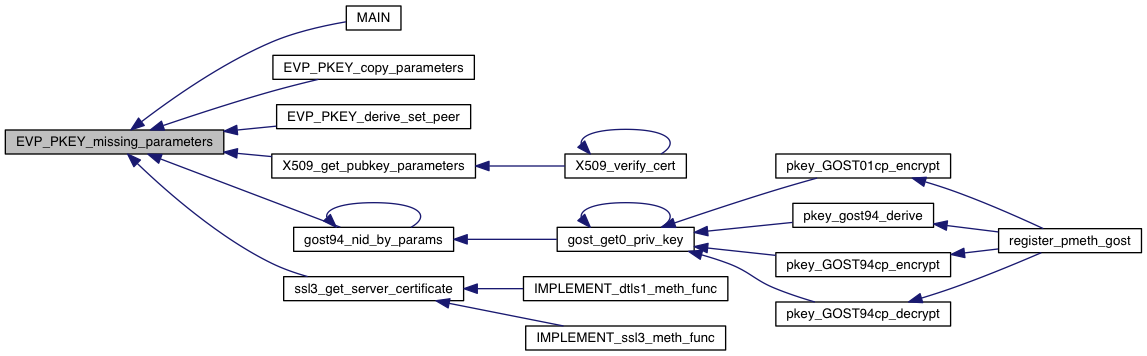 MAIN
EVP_PKEY_copy_parameters
EVP_PKEY_derive_set_peer
EVP_PKEY_missing_parameters
X509_get_pubkey_parameters
X509_verify_cert
pkey_GOST01cp_encrypt
pkey_gost94_derive
gost94_nid_by_params
gost_get0_priv_key
register_pmeth_gost
pkey_GOST94cp_encrypt
ssl3_get_server_certificate
IMPLEMENT_dtls1_meth_func
pkey_GOST94cp_decrypt
IMPLEMENT_ssl3_meth_func